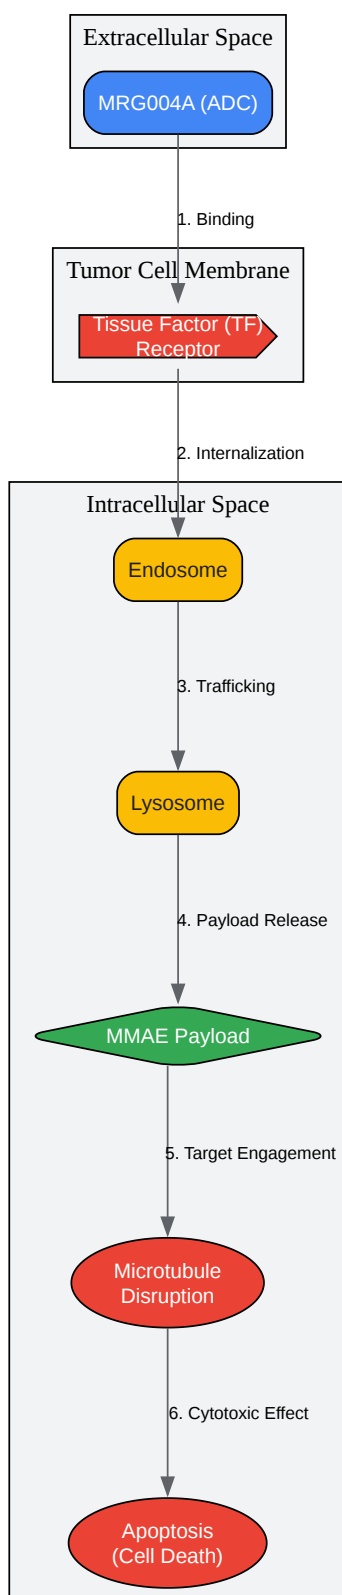 Extracellular Space
MRG004A (ADC)
1. Binding
Tumor Cell Membrane
Tissue Factor (TF)
Receptor
2. Internalization
Intracellular Space
Endosome
3. Trafficking
Lysosome
4. Payload Release
MMAE Payload
5. Target Engagement
Microtubule
Disruption
6. Cytotoxic Effect
Apoptosis
(Cell Death)